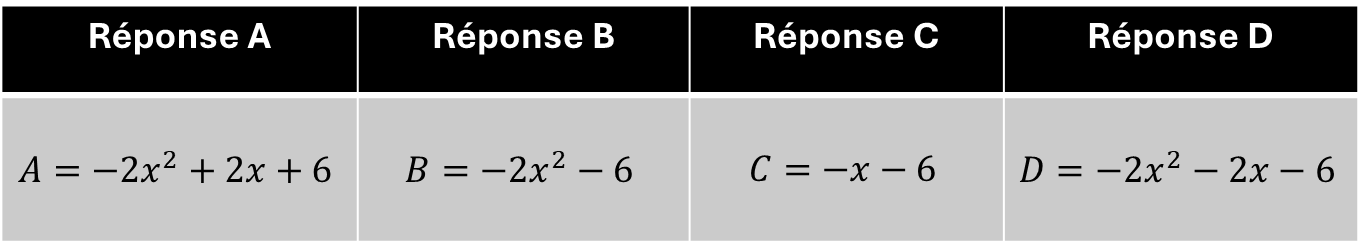 Réponse A Réponse B Réponse C Réponse D
A = −2x² + 2x + 6 B = −2x² − 6 C = −x − 6 D = −2x² − 2x − 6